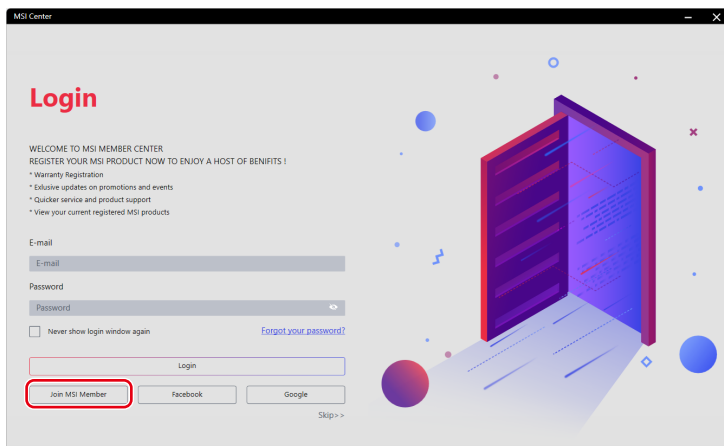 MSI Center
Login
WELCOME TO MSI MEMBER CENTER
REGISTER YOUR MSI PRODUCT NOW TO ENJOY A HOST OF BENIFITS !
* Warranty Registration
* Exlusive updates on promotions and events
* Quicker service and product support
* View your current registered MSI products
E-mail
E-mail
Password
Password
Never show login window again
Forgot your password?
Login
Join MSI Member
Facebook
Google
Skip>>